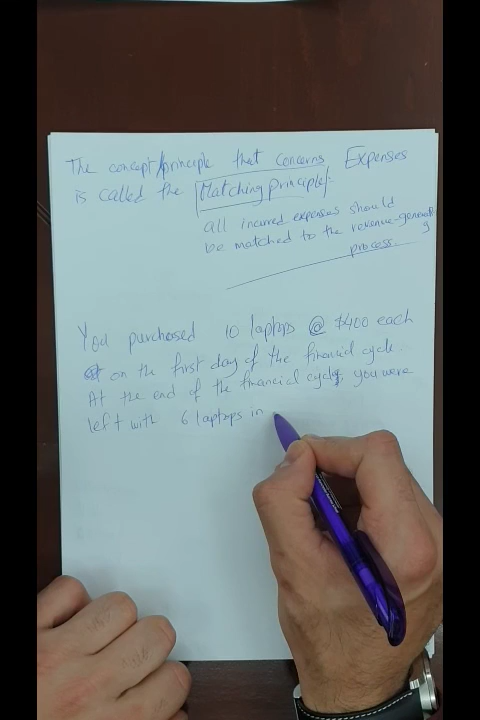 The concept/principle that concerns Expenses
is called the Matching principle:
all incurred expenses should
be matched to the revenue-generating
process.
You purchased 10 laptops @ $400 each
on the first day of the financial cycle.
At the end of the financial cycle, you were
left with 6 laptops in